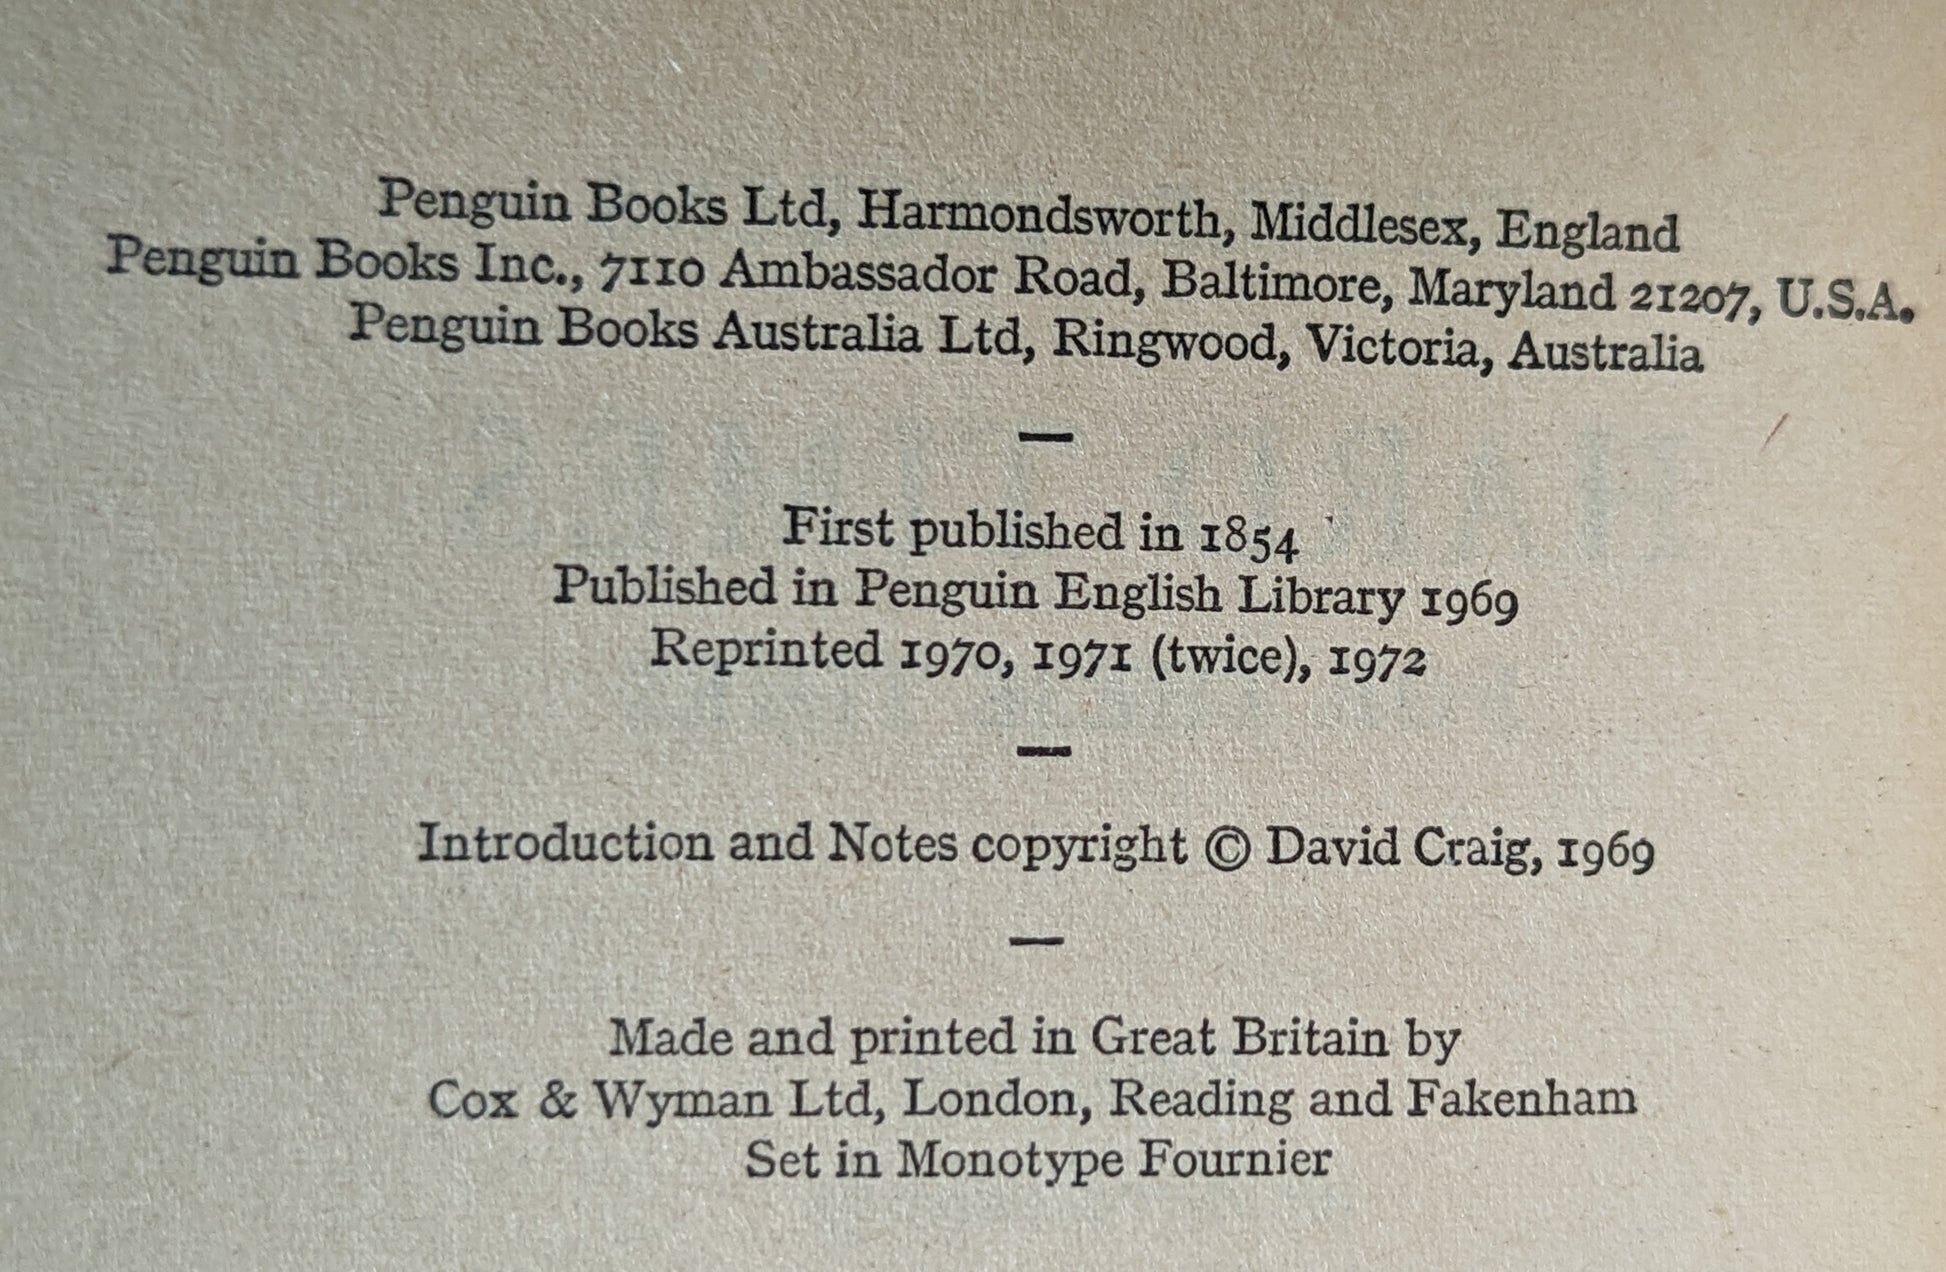 Penguin Books Ltd, Harmondsworth, Middlesex, England
Penguin Books Inc., 7110 Ambassador Road, Baltimore, Maryland 21207, U.S.A.
Penguin Books Australia Ltd, Ringwood, Victoria, Australia
—
First published in 1854
Published in Penguin English Library 1969
Reprinted 1970, 1971 (twice), 1972
—
Introduction and Notes copyright © David Craig, 1969
—
Made and printed in Great Britain by
Cox & Wyman Ltd, London, Reading and Fakenham
Set in Monotype Fournier